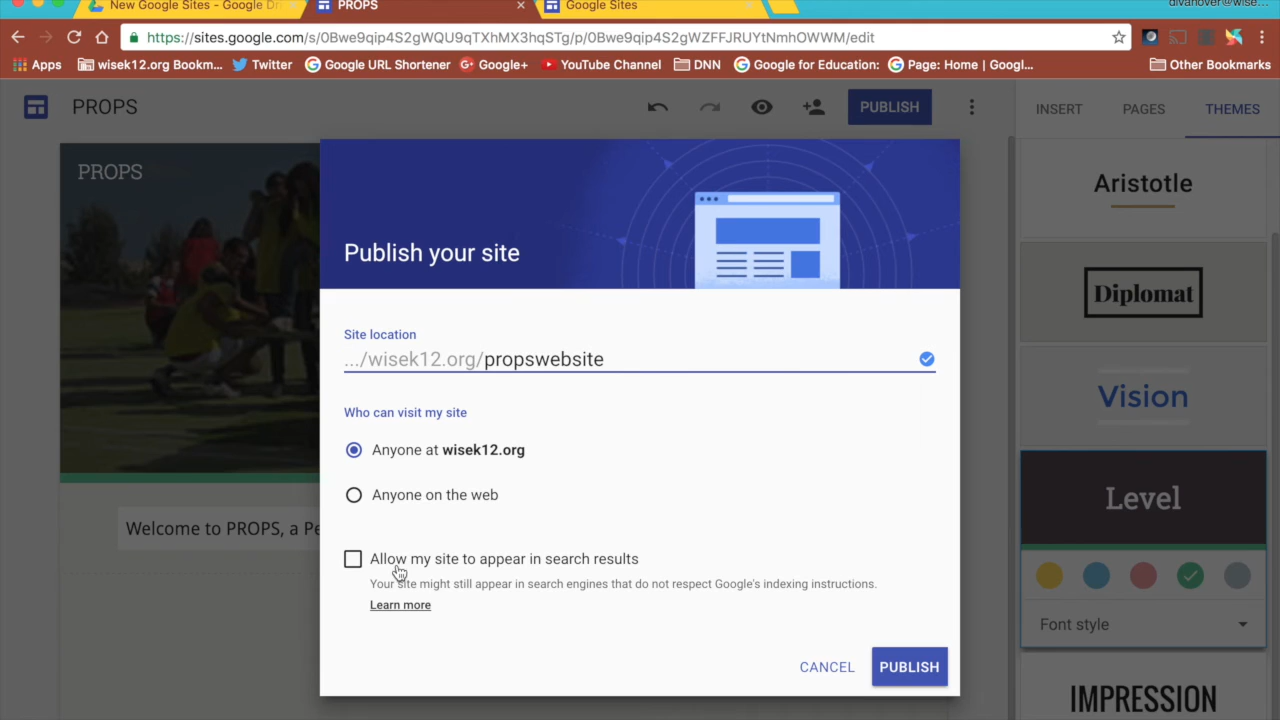 New Google Sites - Google Dri
PROPS
Google Sites
https://sites.google.com/s/0Bwe9qip4S2gWQU9qTXhMX3hqSTg/p/0Bwe9qip4S2gWZFFJRUYtNmhOWWM/edit
Apps wisek12.org Bookm... Twitter Google URL Shortener Google+ YouTube Channel DNN Google for Education: Page: Home | Googl... Other Bookmarks
PROPS
PUBLISH
INSERT PAGES THEMES
PROPS
Publish your site
Site location
.../wisek12.org/propswebsite
Who can visit my site
Anyone at wisek12.org
Anyone on the web
Allow my site to appear in search results
Your site might still appear in search engines that do not respect Google's indexing instructions.
Learn more
CANCEL PUBLISH
Welcome to PROPS, a Pe
Aristotle
Diplomat
Vision
Level
Font style
IMPRESSION